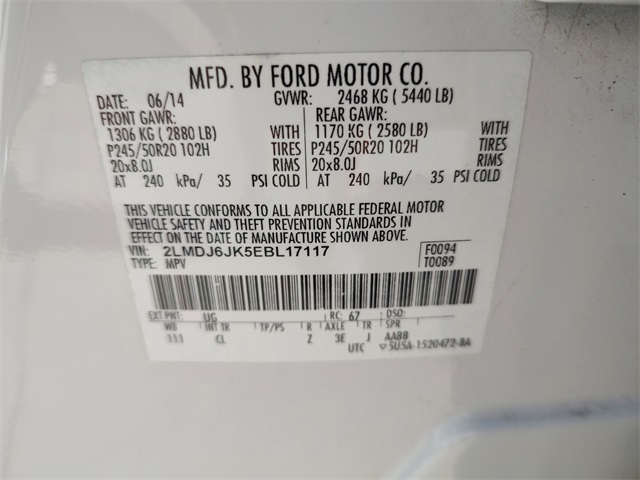 MFD. BY FORD MOTOR CO.
DATE: 06/14 GVWR: 2468 KG (5440 LB)
FRONT GAWR: REAR GAWR:
1306 KG (2880 LB) WITH 1170 KG (2580 LB) WITH
P245/50R20 102H TIRES P245/50R20 102H TIRES
20x8.0J RIMS 20x8.0J RIMS
AT 240 kPa/ 35 PSI COLD AT 240 kPa/ 35 PSI COLD
THIS VEHICLE CONFORMS TO ALL APPLICABLE FEDERAL MOTOR
VEHICLE SAFETY AND THEFT PREVENTION STANDARDS IN
EFFECT ON THE DATE OF MANUFACTURE SHOWN ABOVE.
VIN: 2LMDJ6JK5EBL17117 F0094
TYPE: MPV T0089
EXT PNT: UG RC: 67 DSO:
WB INT TR TP/PS R AXLE TR SPR
111 CL Z 3E J AABB
UTC 5U5A-1520472-BA